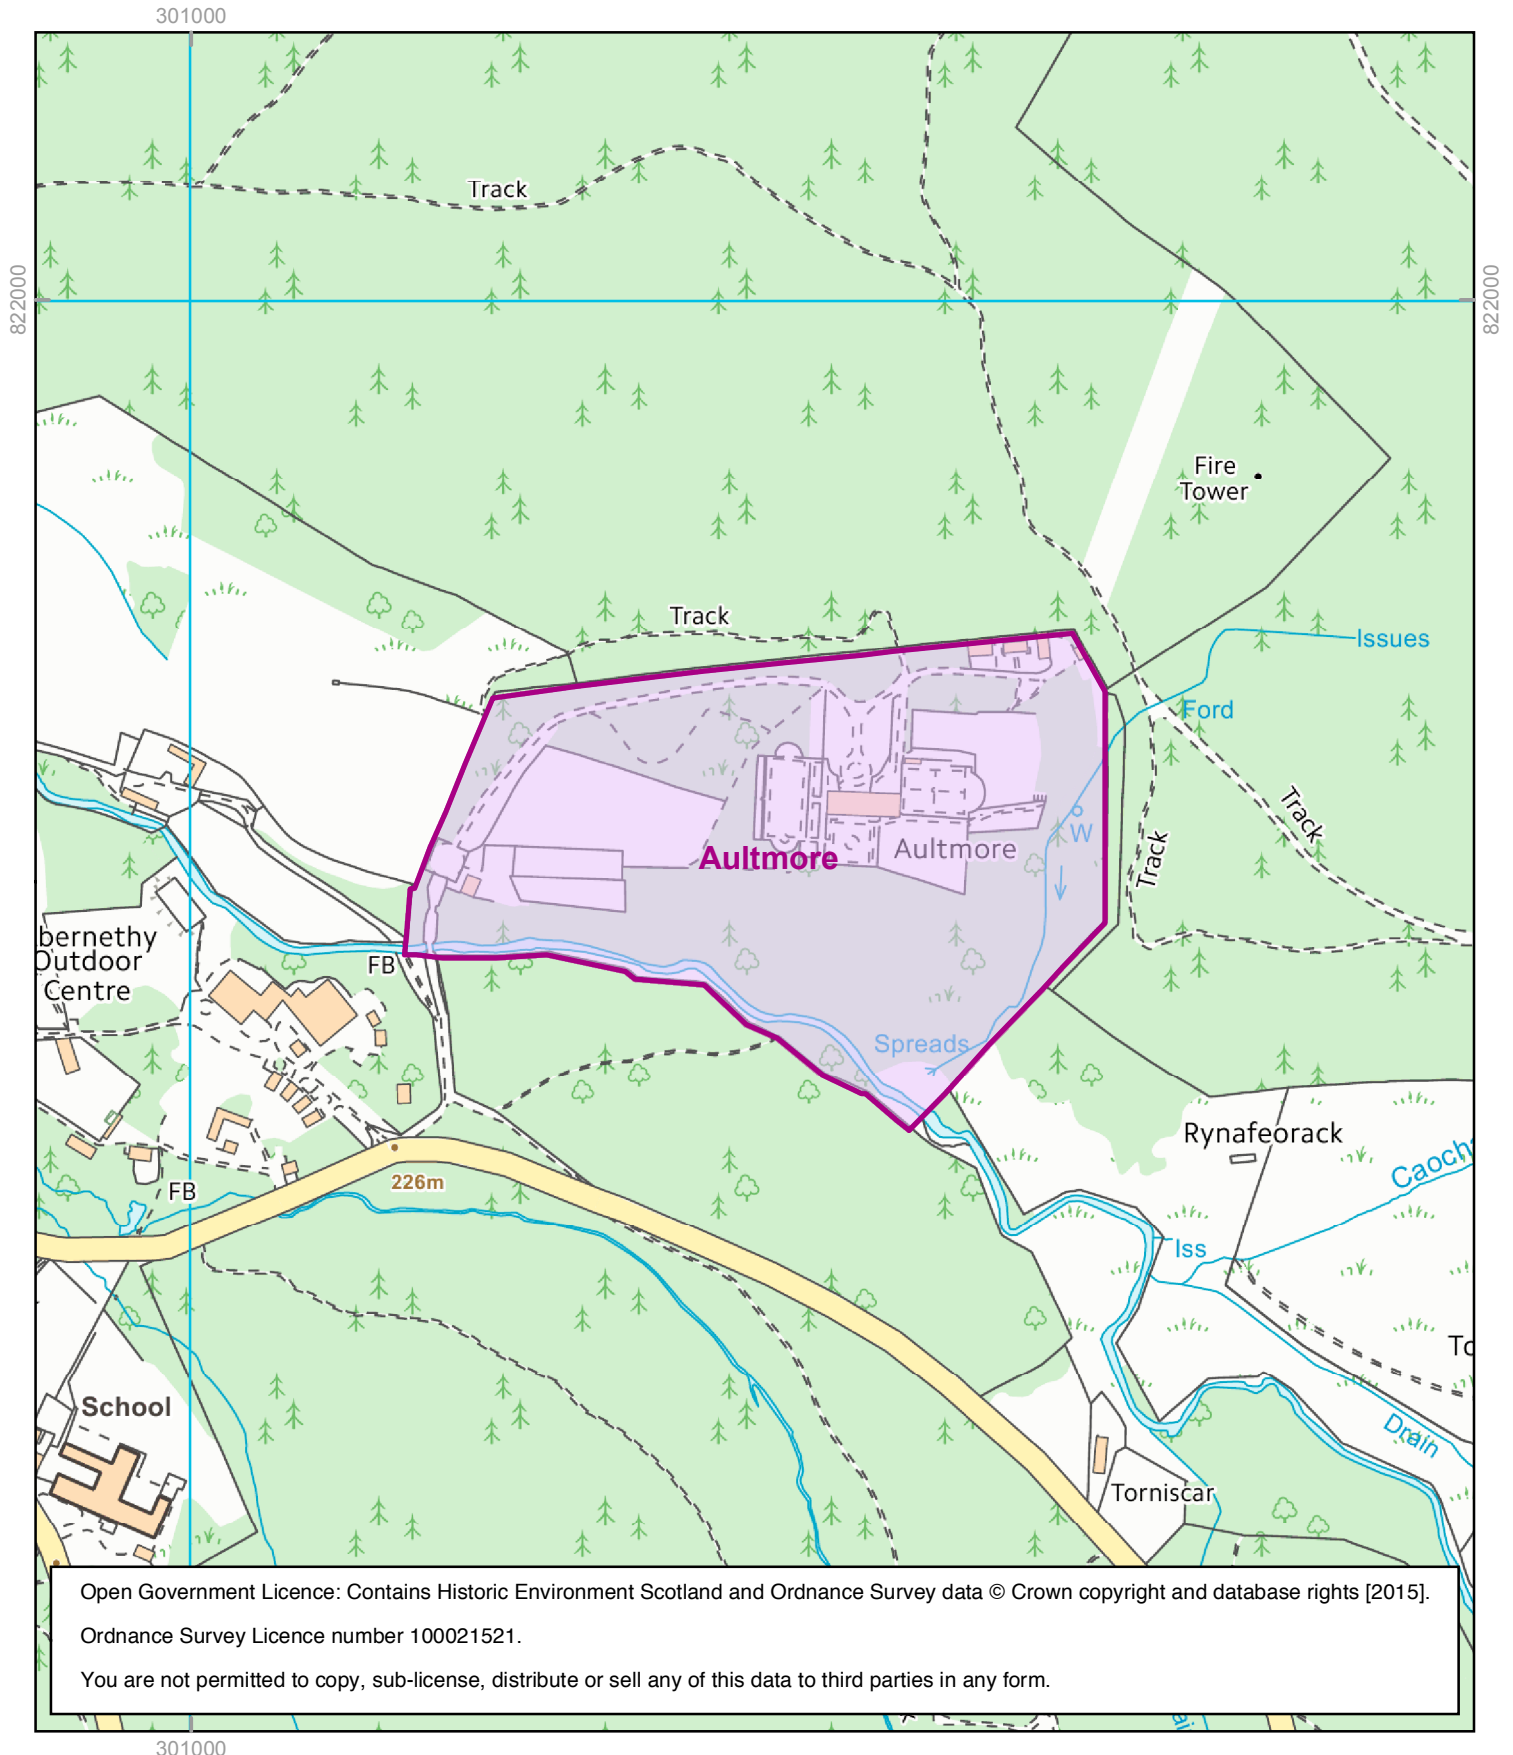 301000
Track
822000
822000
Fire
Tower
Track
Issues
Ford
Track
W
Aultmore
Aultmore
Track
bernethy
Outdoor
Centre
FB
Spreads
Rynafeorack
Caoch
226m
FB
Iss
To
School
Drain
Torniscar
Open Government Licence: Contains Historic Environment Scotland and Ordnance Survey data © Crown copyright and database rights [2015].
Ordnance Survey Licence number 100021521.
You are not permitted to copy, sub-license, distribute or sell any of this data to third parties in any form.
301000